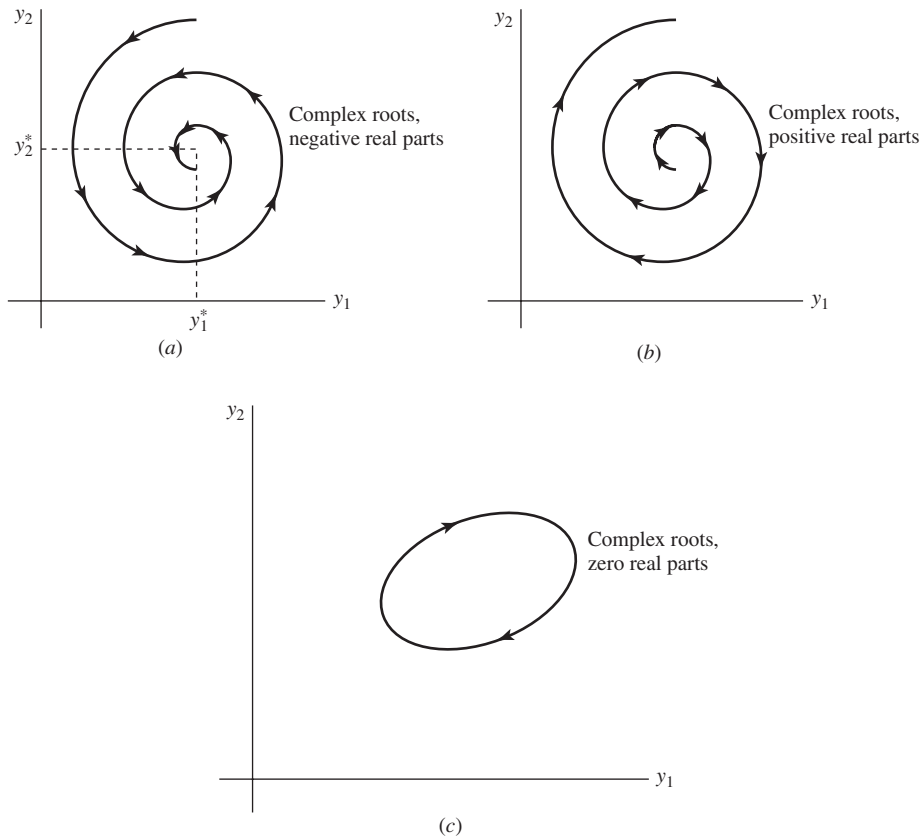 y₂
Complex roots,
negative real parts
y₂*
y₁
y₁*
(a)
y₂
Complex roots,
positive real parts
y₁
(b)
y₂
Complex roots,
zero real parts
y₁
(c)